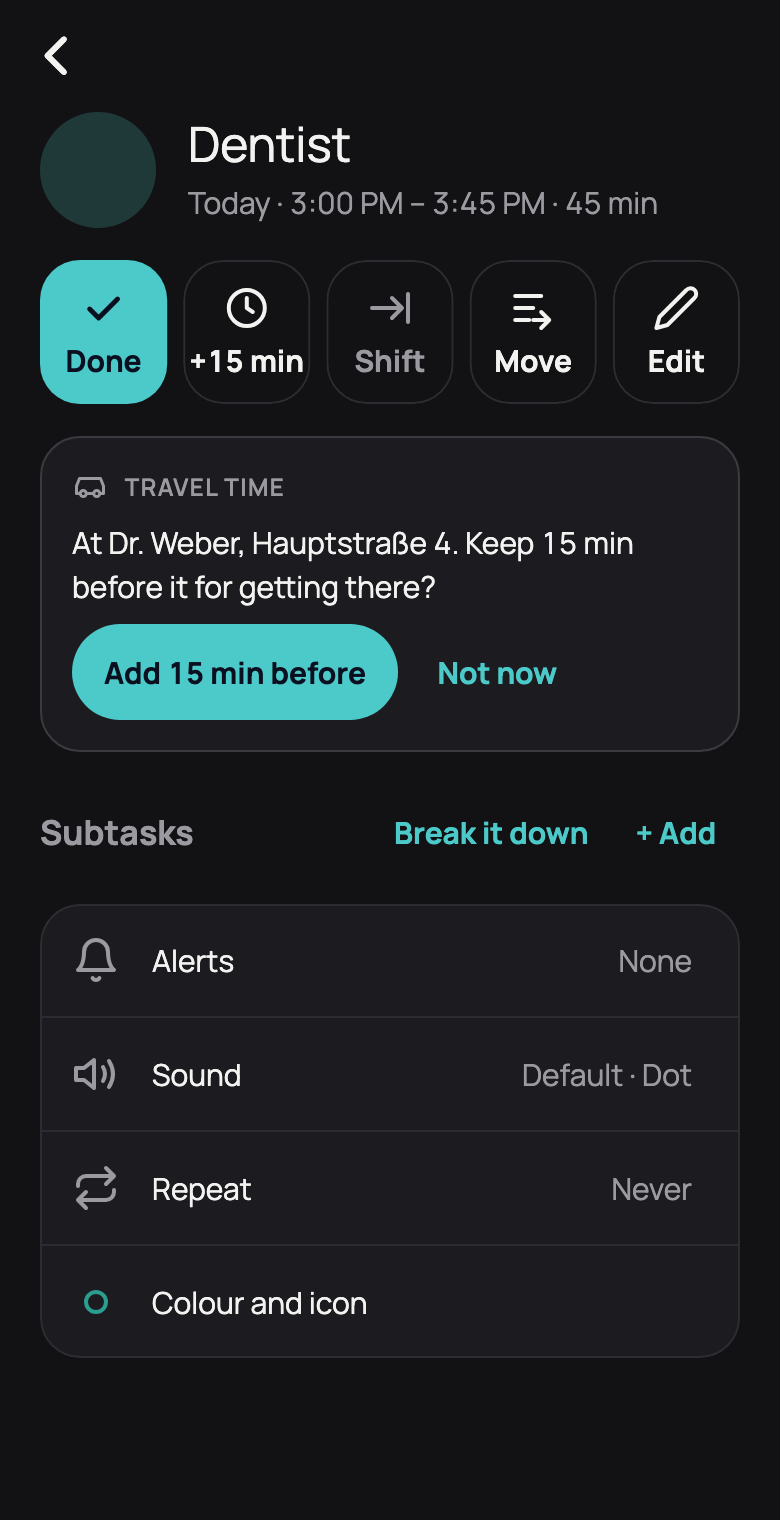 Dentist
Today · 3:00 PM – 3:45 PM · 45 min
Done
+15 min
Shift
Move
Edit
TRAVEL TIME
At Dr. Weber, Hauptstraße 4. Keep 15 min
before it for getting there?
Add 15 min before
Not now
Subtasks
Break it down
+ Add
Alerts
None
Sound
Default · Dot
Repeat
Never
Colour and icon